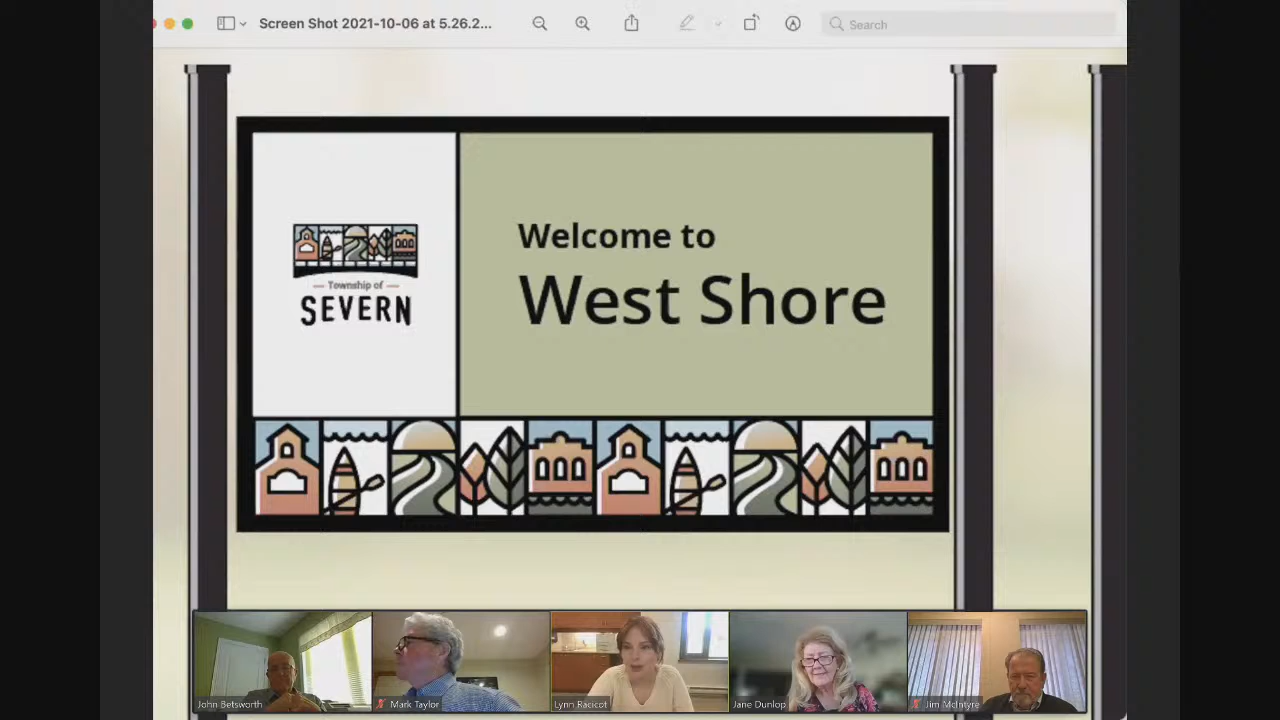 Screen Shot 2021-10-06 at 5.26.2...
Search
Welcome to
West Shore
Township of
SEVERN
John Betsworth
Mark Taylor
Lynn Racicot
Jane Dunlop
Jim McIntyre